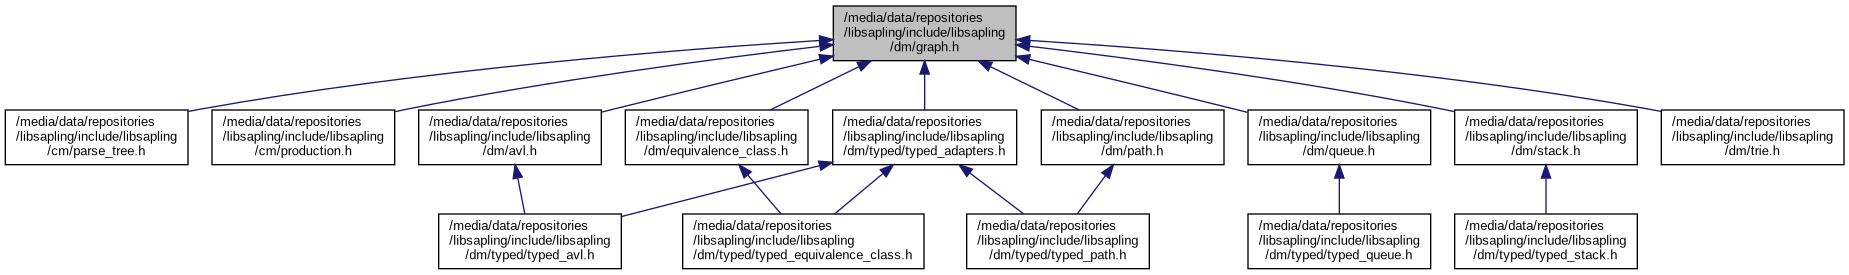 /media/data/repositories
/libsapling/include/libsapling
/dm/graph.h
/media/data/repositories
/libsapling/include/libsapling
/cm/parse_tree.h
/media/data/repositories
/libsapling/include/libsapling
/cm/production.h
/media/data/repositories
/libsapling/include/libsapling
/dm/avl.h
/media/data/repositories
/libsapling/include/libsapling
/dm/equivalence_class.h
/media/data/repositories
/libsapling/include/libsapling
/dm/typed/typed_adapters.h
/media/data/repositories
/libsapling/include/libsapling
/dm/path.h
/media/data/repositories
/libsapling/include/libsapling
/dm/queue.h
/media/data/repositories
/libsapling/include/libsapling
/dm/stack.h
/media/data/repositories
/libsapling/include/libsapling
/dm/trie.h
/media/data/repositories
/libsapling/include/libsapling
/dm/typed/typed_avl.h
/media/data/repositories
/libsapling/include/libsapling
/dm/typed/typed_equivalence_class.h
/media/data/repositories
/libsapling/include/libsapling
/dm/typed/typed_path.h
/media/data/repositories
/libsapling/include/libsapling
/dm/typed/typed_queue.h
/media/data/repositories
/libsapling/include/libsapling
/dm/typed/typed_stack.h